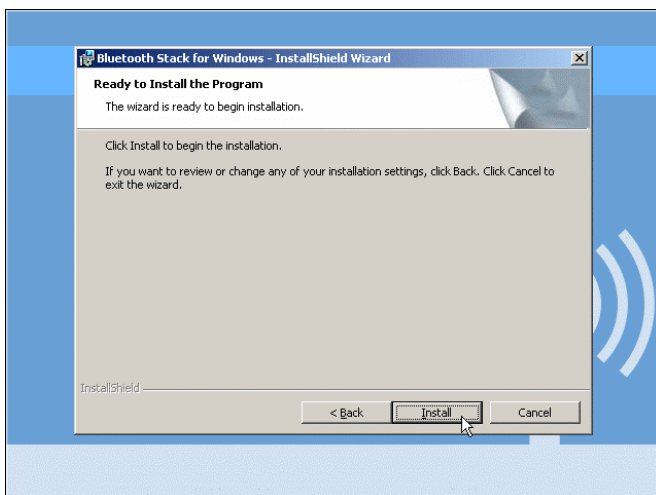 Bluetooth Stack for Windows - InstallShield Wizard
Ready to Install the Program
The wizard is ready to begin installation.
Click Install to begin the installation.
If you want to review or change any of your installation settings, click Back. Click Cancel to
exit the wizard.
InstallShield
< Back
Install
Cancel